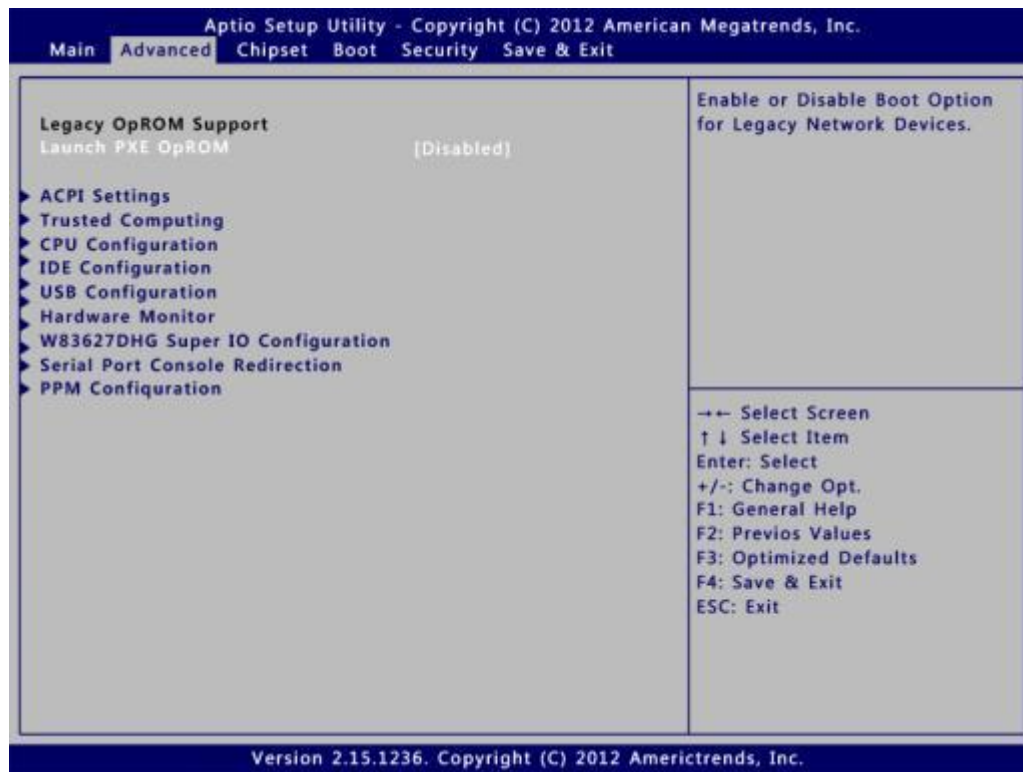 Aptio Setup Utility - Copyright (C) 2012 American Megatrends, Inc.
Main Advanced Chipset Boot Security Save & Exit
Legacy OpROM Support
Launch PXE OpROM [Disabled]
ACPI Settings
Trusted Computing
CPU Configuration
IDE Configuration
USB Configuration
Hardware Monitor
W83627DHG Super IO Configuration
Serial Port Console Redirection
PPM Confiquration
Enable or Disable Boot Option
for Legacy Network Devices.
→← Select Screen
↑↓ Select Item
Enter: Select
+/-: Change Opt.
F1: General Help
F2: Previos Values
F3: Optimized Defaults
F4: Save & Exit
ESC: Exit
Version 2.15.1236. Copyright (C) 2012 Americtrends, Inc.